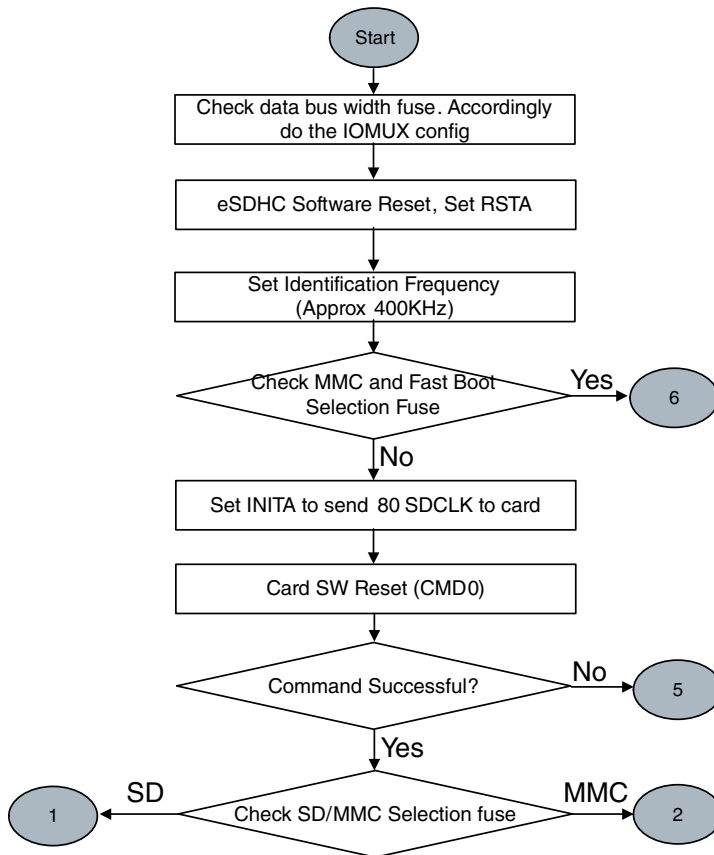 Start
Check data bus width fuse. Accordingly
do the IOMUX config
eSDHC Software Reset, Set RSTA
Set Identification Frequency
(Approx 400KHz)
Check MMC and Fast Boot
Selection Fuse
Yes
6
No
Set INITA to send 80 SDCLK to card
Card SW Reset (CMD0)
Command Successful?
No
5
Yes
SD
MMC
1
Check SD/MMC Selection fuse
2